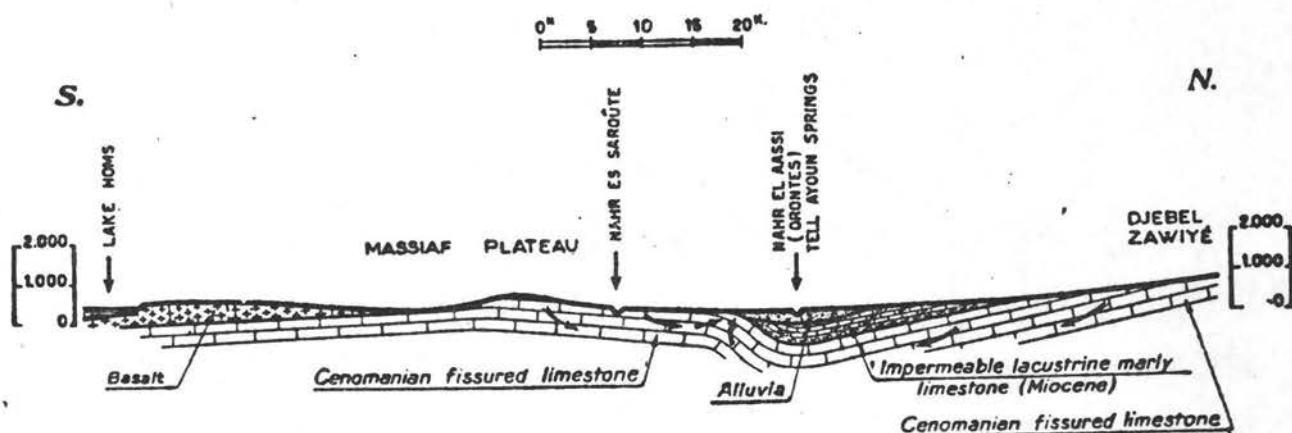 0ᴷ 5 10 15 20ᴷ.
S.
N.
LAKE HOMS
NAHR ES SAROÛTE
NAHR EL AASSI
(ORONTES)
TELL AYOUN SPRINGS
MASSIAF PLATEAU
DJEBEL
ZAWIYÉ
2.000
1.000
0
2.000
1.000
-0
Basalt
Cenomanian fissured limestone
Alluvia
Impermeable lacustrine marly
limestone (Miocene)
Cenomanian fissured limestone